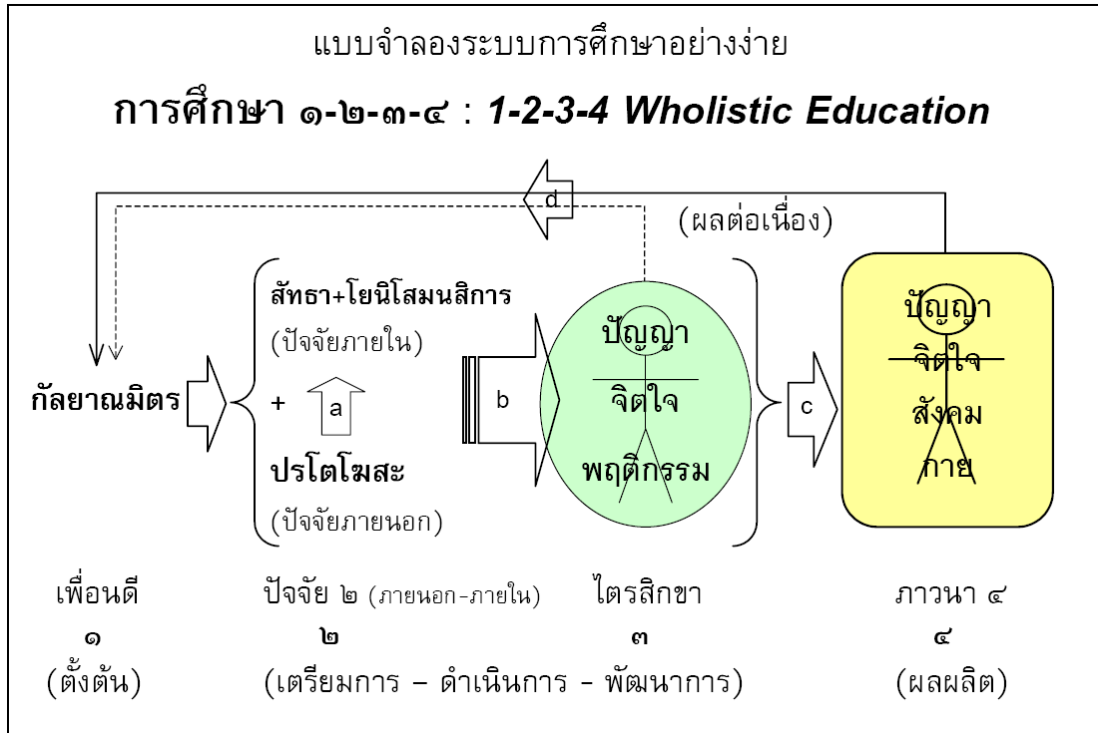 แบบจำลองระบบการศึกษาอย่างง่าย
การศึกษา ๑-๒-๓-๔ : 1-2-3-4 Wholistic Education
d
(ผลต่อเนื่อง)
กัลยาณมิตร
สัทธา+โยนิโสมนสิการ
(ปัจจัยภายใน)
+
a
ปรโตโฆสะ
(ปัจจัยภายนอก)
b
ปัญญา
จิตใจ
พฤติกรรม
c
ปัญญา
จิตใจ
สังคม
กาย
เพื่อนดี
๑
(ตั้งต้น)
ปัจจัย ๒ (ภายนอก-ภายใน)
๒
ไตรสิกขา
๓
(เตรียมการ – ดำเนินการ - พัฒนาการ)
ภาวนา ๔
๔
(ผลผลิต)